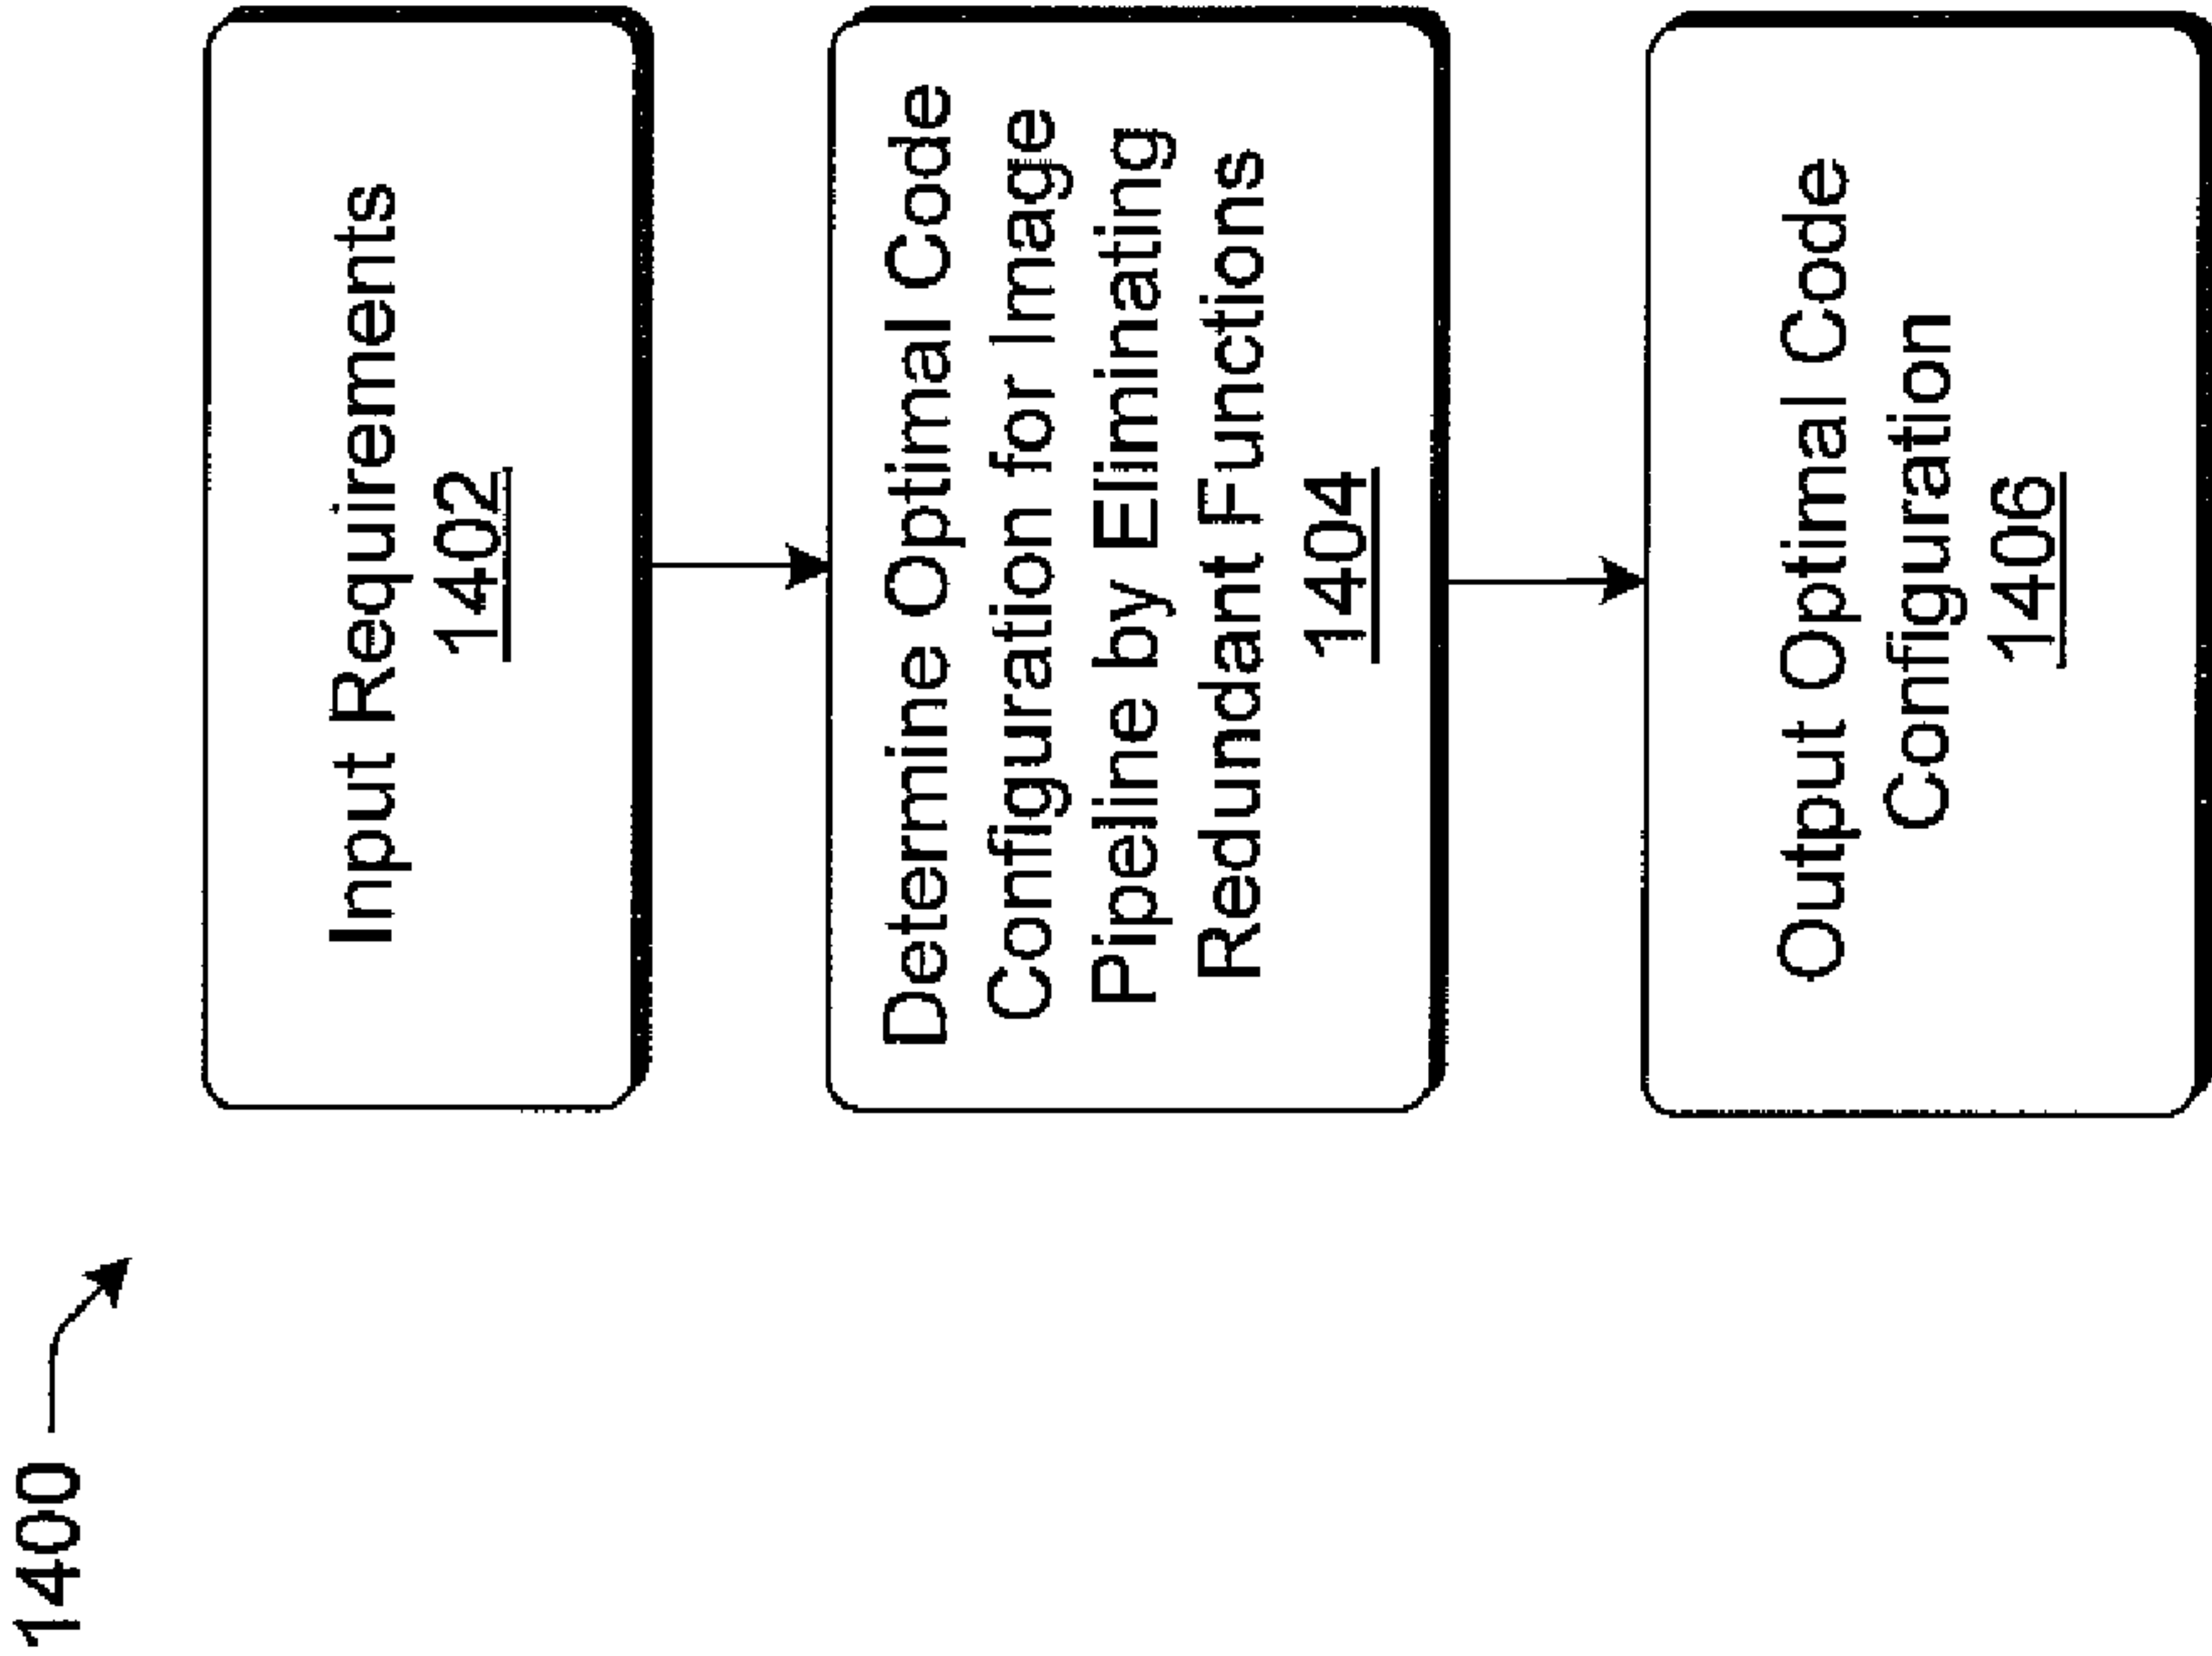 1400
Input Requirements
1402
Determine Optimal Code
Configuration for Image
Pipeline by Eliminating
Redundant Functions
1404
Output Optimal Code
Configuration
1406